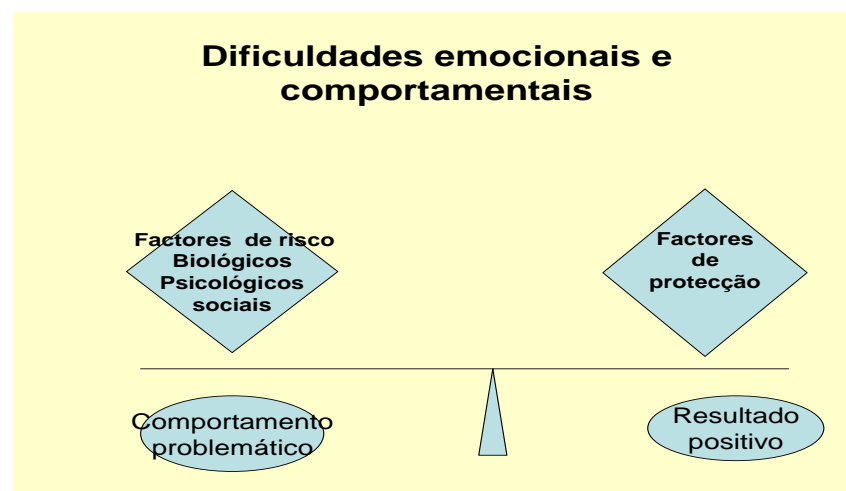 Dificuldades emocionais e
comportamentais
Factores de risco
Biológicos
Psicológicos
sociais
Factores
de
protecção
Comportamento
problemático
Resultado
positivo